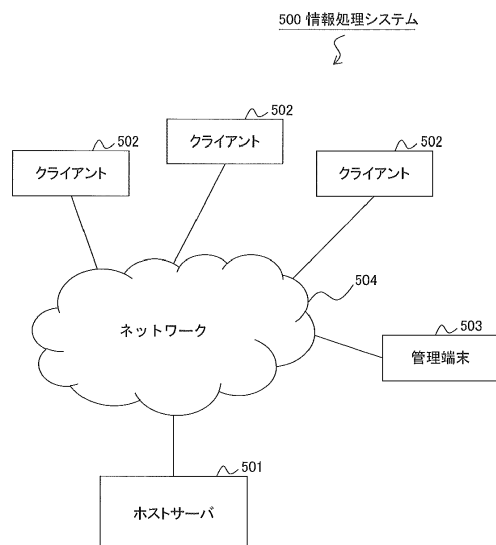 500 情報処理システム
502
クライアント
502
クライアント
502
クライアント
504
ネットワーク
503
管理端末
501
ホストサーバ